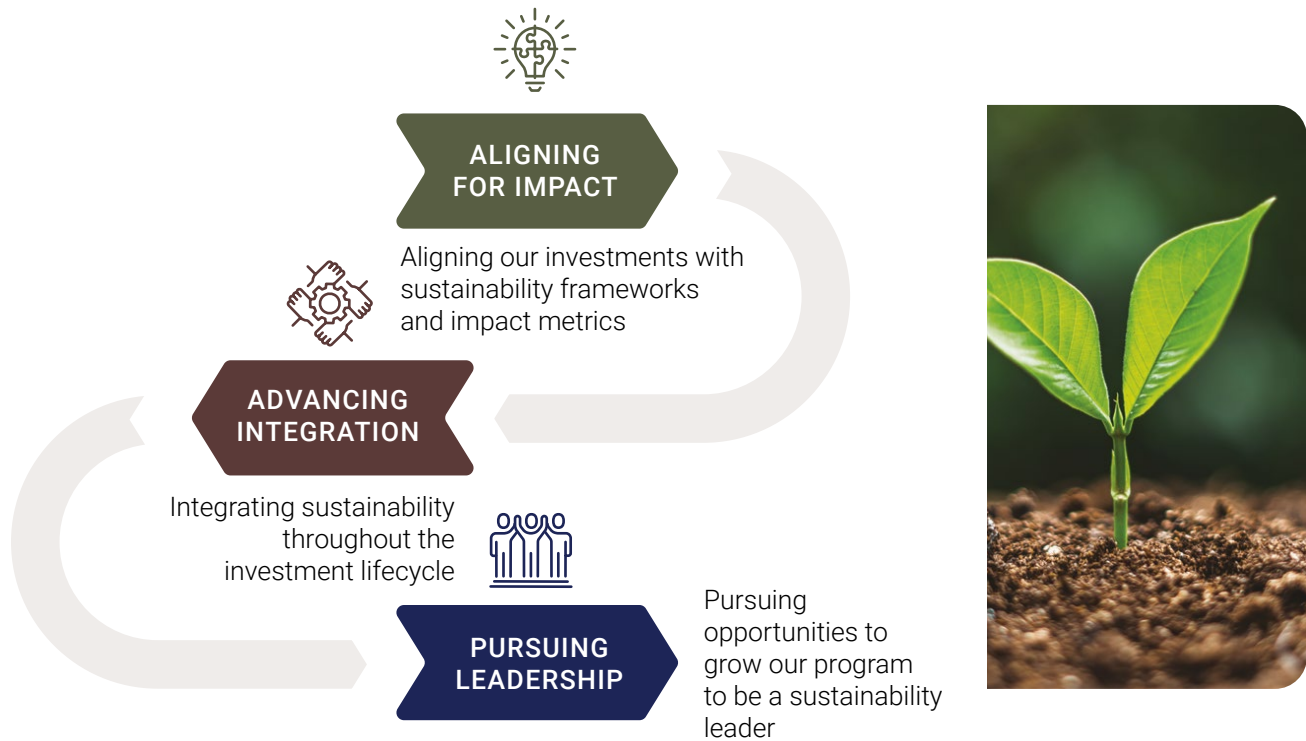 ALIGNING
FOR IMPACT
Aligning our investments with
sustainability frameworks
and impact metrics
ADVANCING
INTEGRATION
Integrating sustainability
throughout the
investment lifecycle
PURSUING
LEADERSHIP
Pursuing
opportunities to
grow our program
to be a sustainability
leader